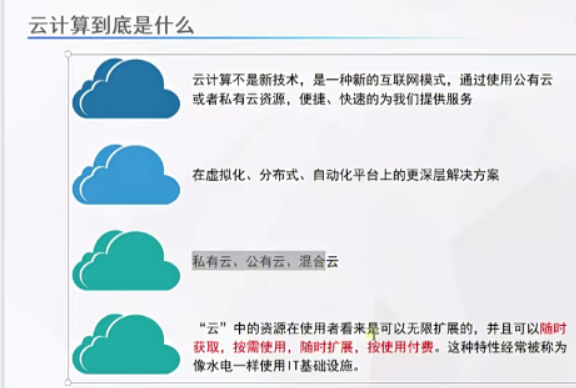 云计算到底是什么
云计算不是新技术，是一种新的互联网模式，通过使用公有云
或者私有云资源，便捷、快速的为我们提供服务
在虚拟化、分布式、自动化平台上的更深层解决方案
私有云、公有云、混合云
“云”中的资源在使用者看来是可以无限扩展的，并且可以随时
获取，按需使用，随时扩展，按使用付费。这种特性经常被称为
像水电一样使用IT基础设施。